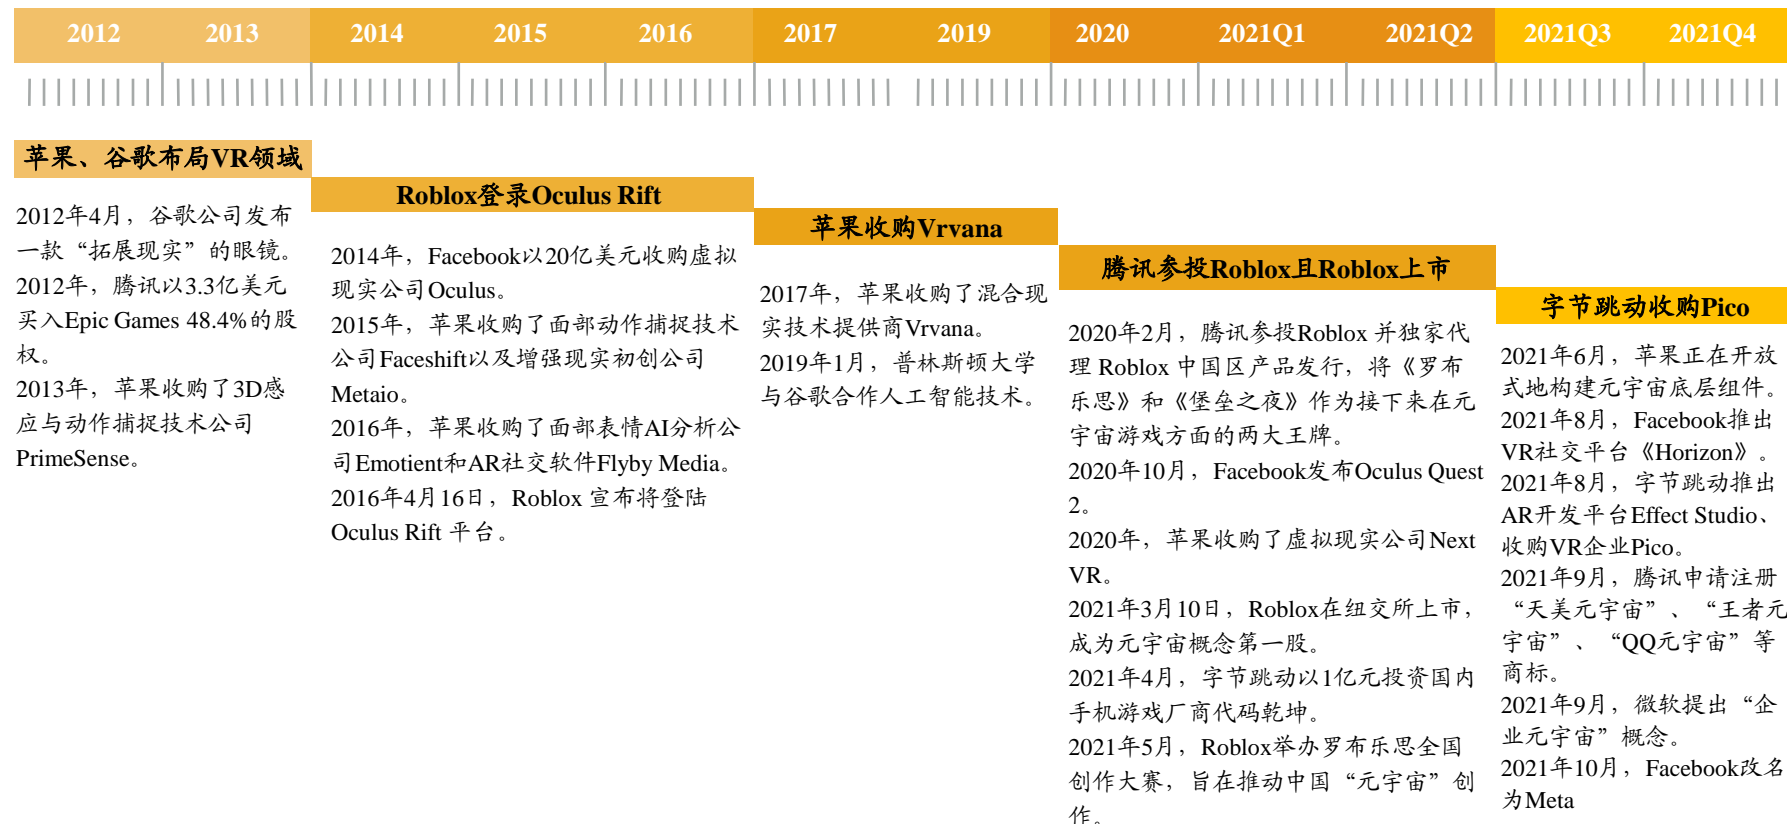 2012 2013 2014 2015 2016 2017 2019 2020 2021Q1 2021Q2 2021Q3 2021Q4
苹果、谷歌布局VR领域
2012年4月，谷歌公司发布
一款“拓展现实”的眼镜。
2012年，腾讯以3.3亿美元
买入Epic Games 48.4%的股
权。
2013年，苹果收购了3D感
应与动作捕捉技术公司
PrimeSense。
Roblox登录Oculus Rift
2014年，Facebook以20亿美元收购虚拟
现实公司Oculus。
2015年，苹果收购了面部动作捕捉技术
公司Faceshift以及增强现实初创公司
Metaio。
2016年，苹果收购了面部表情AI分析公
司Emotient和AR社交软件Flyby Media。
2016年4月16日，Roblox 宣布将登陆
Oculus Rift 平台。
苹果收购Vrvana
2017年，苹果收购了混合现
实技术提供商Vrvana。
2019年1月，普林斯顿大学
与谷歌合作人工智能技术。
腾讯参投Roblox且Roblox上市
2020年2月，腾讯参投Roblox 并独家代
理 Roblox 中国区产品发行，将《罗布
乐思》和《堡垒之夜》作为接下来在元
宇宙游戏方面的两大王牌。
2020年10月，Facebook发布Oculus Quest
2。
2020年，苹果收购了虚拟现实公司Next
VR。
2021年3月10日，Roblox在纽交所上市，
成为元宇宙概念第一股。
2021年4月，字节跳动以1亿元投资国内
手机游戏厂商代码乾坤。
2021年5月，Roblox举办罗布乐思全国
创作大赛，旨在推动中国“元宇宙”创
作。
字节跳动收购Pico
2021年6月，苹果正在开放
式地构建元宇宙底层组件。
2021年8月，Facebook推出
VR社交平台《Horizon》。
2021年8月，字节跳动推出
AR开发平台Effect Studio、
收购VR企业Pico。
2021年9月，腾讯申请注册
“天美元宇宙”、“王者元
宇宙”、“QQ元宇宙”等
商标。
2021年9月，微软提出“企
业元宇宙”概念。
2021年10月，Facebook改名
为Meta